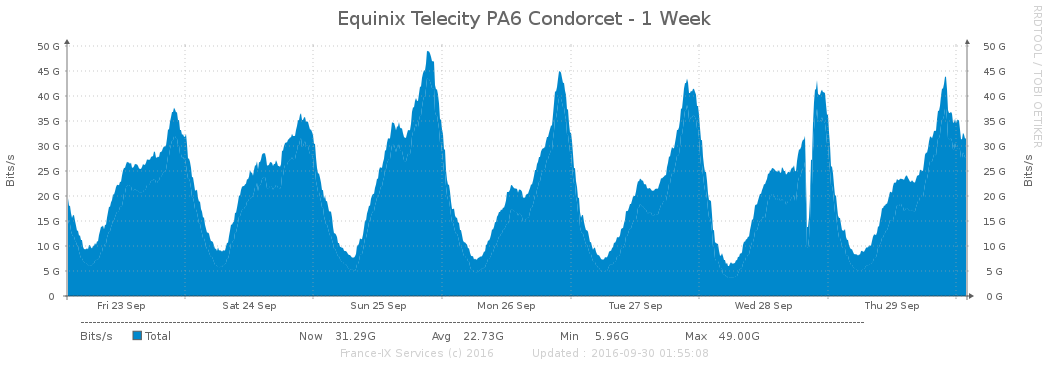 Equinix Telecity PA6 Condorcet - 1 Week
RRDTOOL / TOBI OETIKER
Bits/s
50 G
45 G
40 G
35 G
30 G
25 G
20 G
15 G
10 G
5 G
0
50 G
45 G
40 G
35 G
30 G
25 G
20 G
15 G
10 G
5 G
0 G
Bits/s
Fri 23 Sep Sat 24 Sep Sun 25 Sep Mon 26 Sep Tue 27 Sep Wed 28 Sep Thu 29 Sep
Bits/s Total Now 31.29G Avg 22.73G Min 5.96G Max 49.00G
France-IX Services (c) 2016 Updated : 2016-09-30 01:55:08